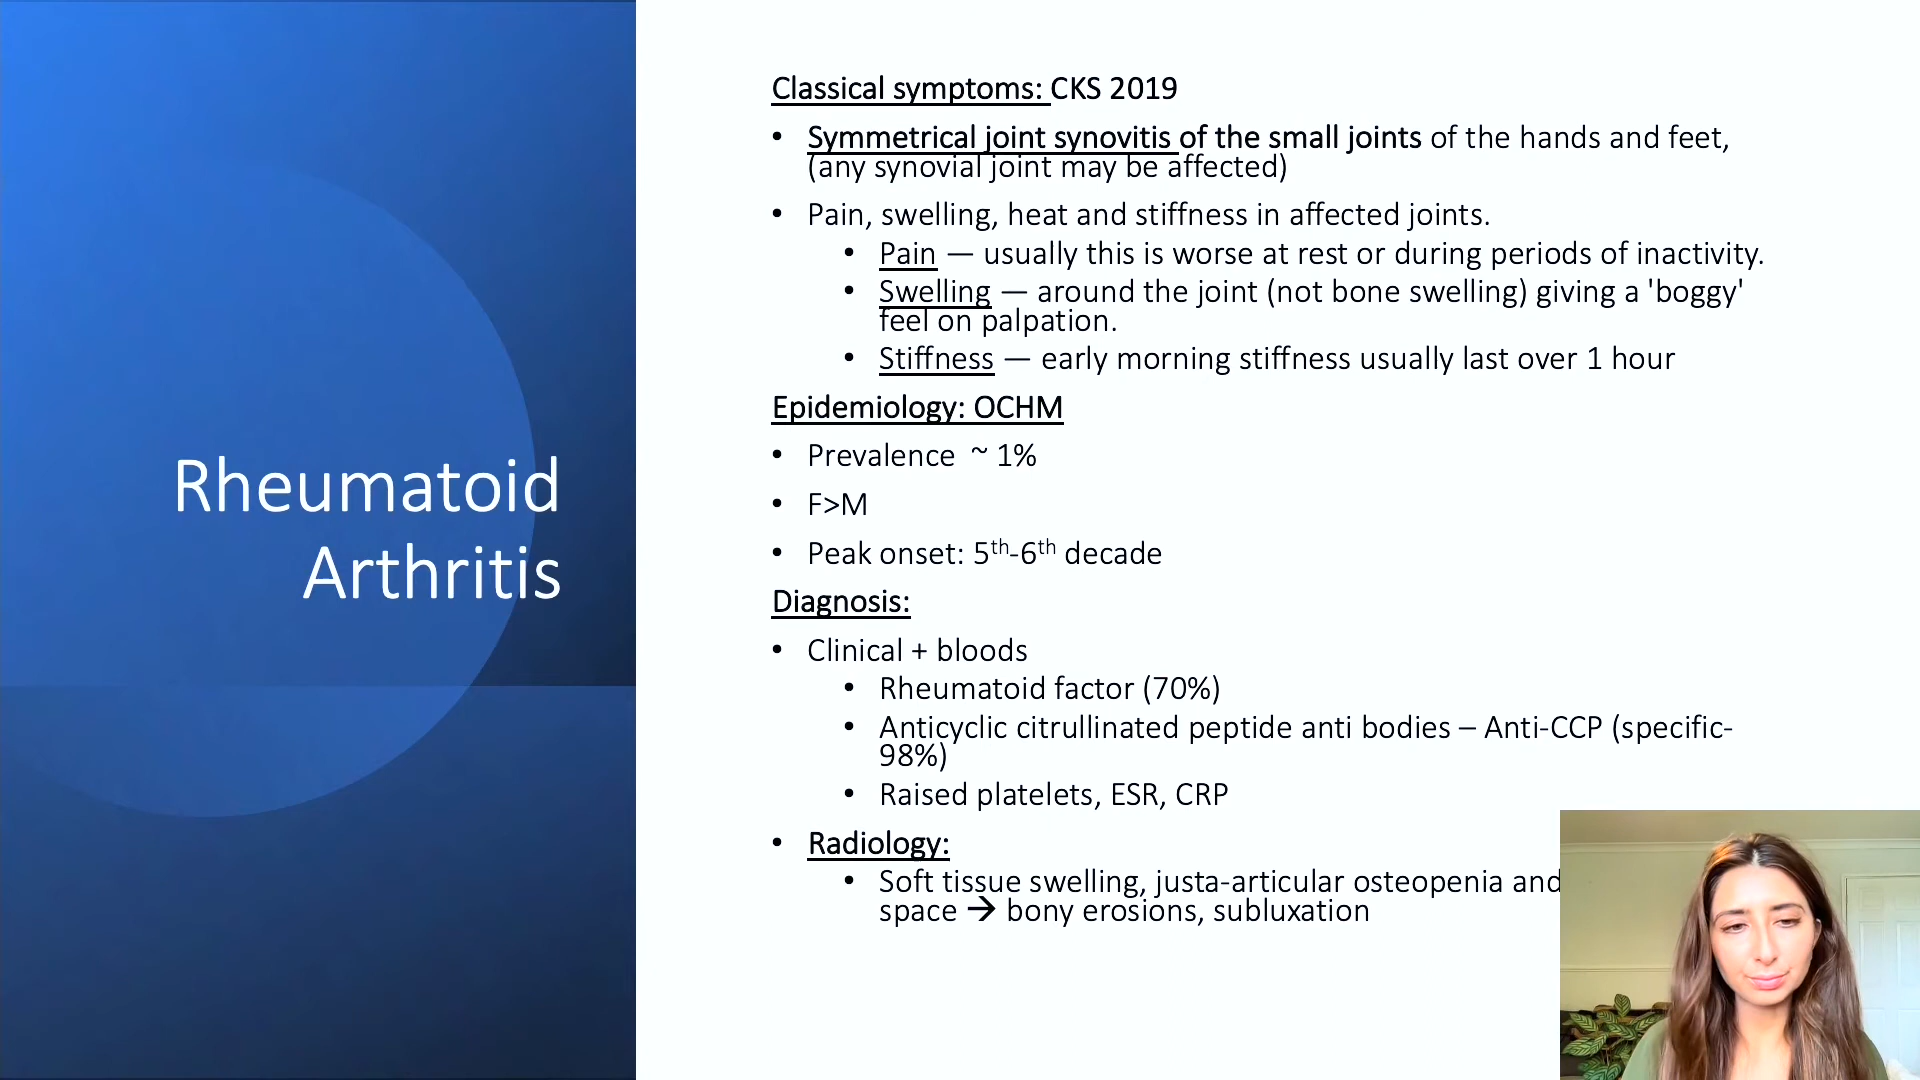 Rheumatoid
Arthritis
Classical symptoms: CKS 2019
• Symmetrical joint synovitis of the small joints of the hands and feet,
(any synovial joint may be affected)
• Pain, swelling, heat and stiffness in affected joints.
• Pain — usually this is worse at rest or during periods of inactivity.
• Swelling — around the joint (not bone swelling) giving a 'boggy'
feel on palpation.
• Stiffness — early morning stiffness usually last over 1 hour
Epidemiology: OCHM
• Prevalence ~ 1%
• F>M
• Peak onset: 5th-6th decade
Diagnosis:
• Clinical + bloods
• Rheumatoid factor (70%)
• Anticyclic citrullinated peptide anti bodies – Anti-CCP (specific-
98%)
• Raised platelets, ESR, CRP
• Radiology:
• Soft tissue swelling, justa-articular osteopenia and
space → bony erosions, subluxation